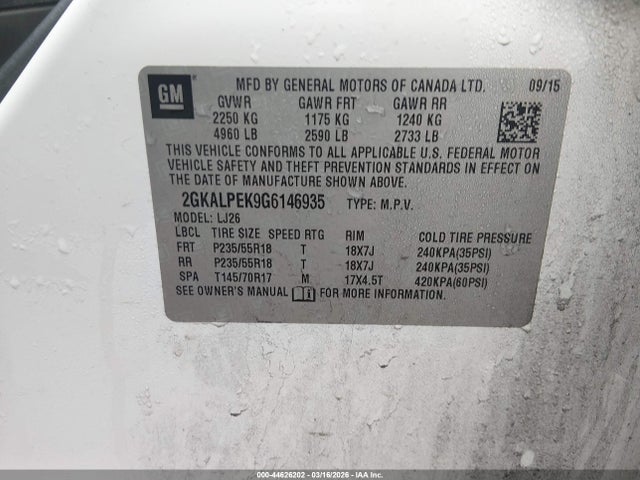 GM
MFD BY GENERAL MOTORS OF CANADA LTD. 09/15
GVWR GAWR FRT GAWR RR
2250 KG 1175 KG 1240 KG
4960 LB 2590 LB 2733 LB
THIS VEHICLE CONFORMS TO ALL APPLICABLE U.S. FEDERAL MOTOR
VEHICLE SAFETY AND THEFT PREVENTION STANDARDS IN EFFECT ON
THE DATE OF MANUFACTURE SHOWN ABOVE.
2GKALPEK9G6146935 TYPE: M.P.V.
MODEL: LJ26
LBCL TIRE SIZE SPEED RTG RIM COLD TIRE PRESSURE
FRT P235/55R18 T 18X7J 240KPA(35PSI)
RR P235/55R18 T 18X7J 240KPA(35PSI)
SPA T145/70R17 M 17X4.5T 420KPA(60PSI)
SEE OWNER'S MANUAL FOR MORE INFORMATION.
000-44626202 - 03/16/2026 - IAAI.COM